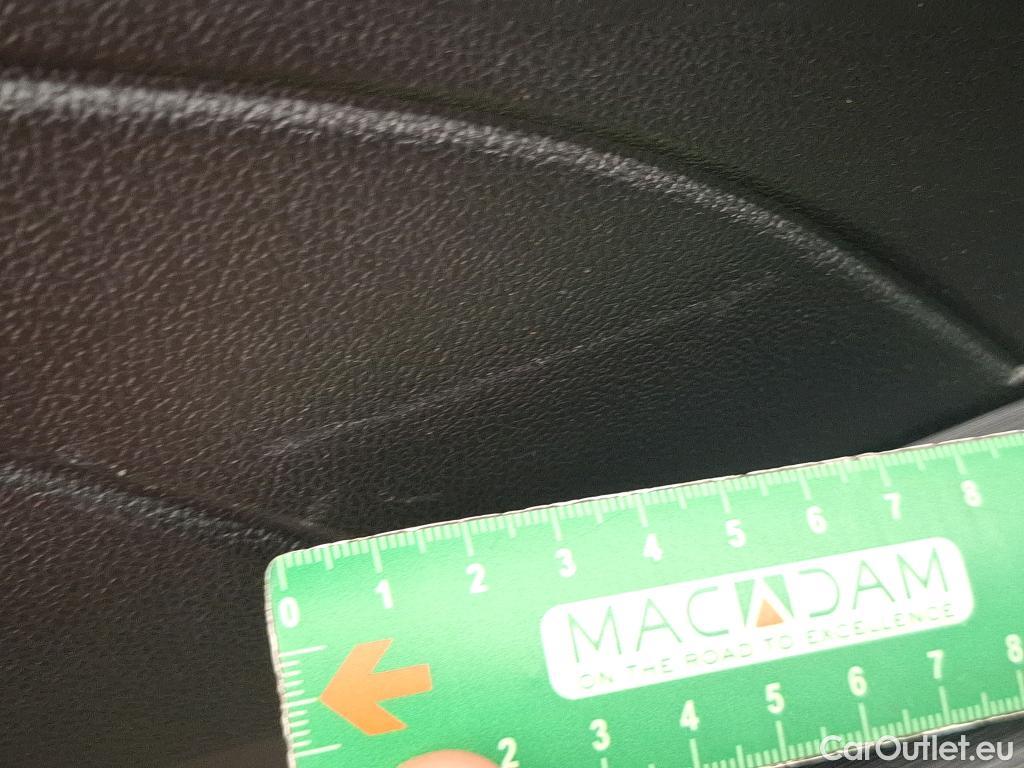 0 1 2 3 4 5 6 7 8
MACADAM
ON THE ROAD TO EXCELLENCE
2 3 4 5 6 7 8
CarOutlet.eu